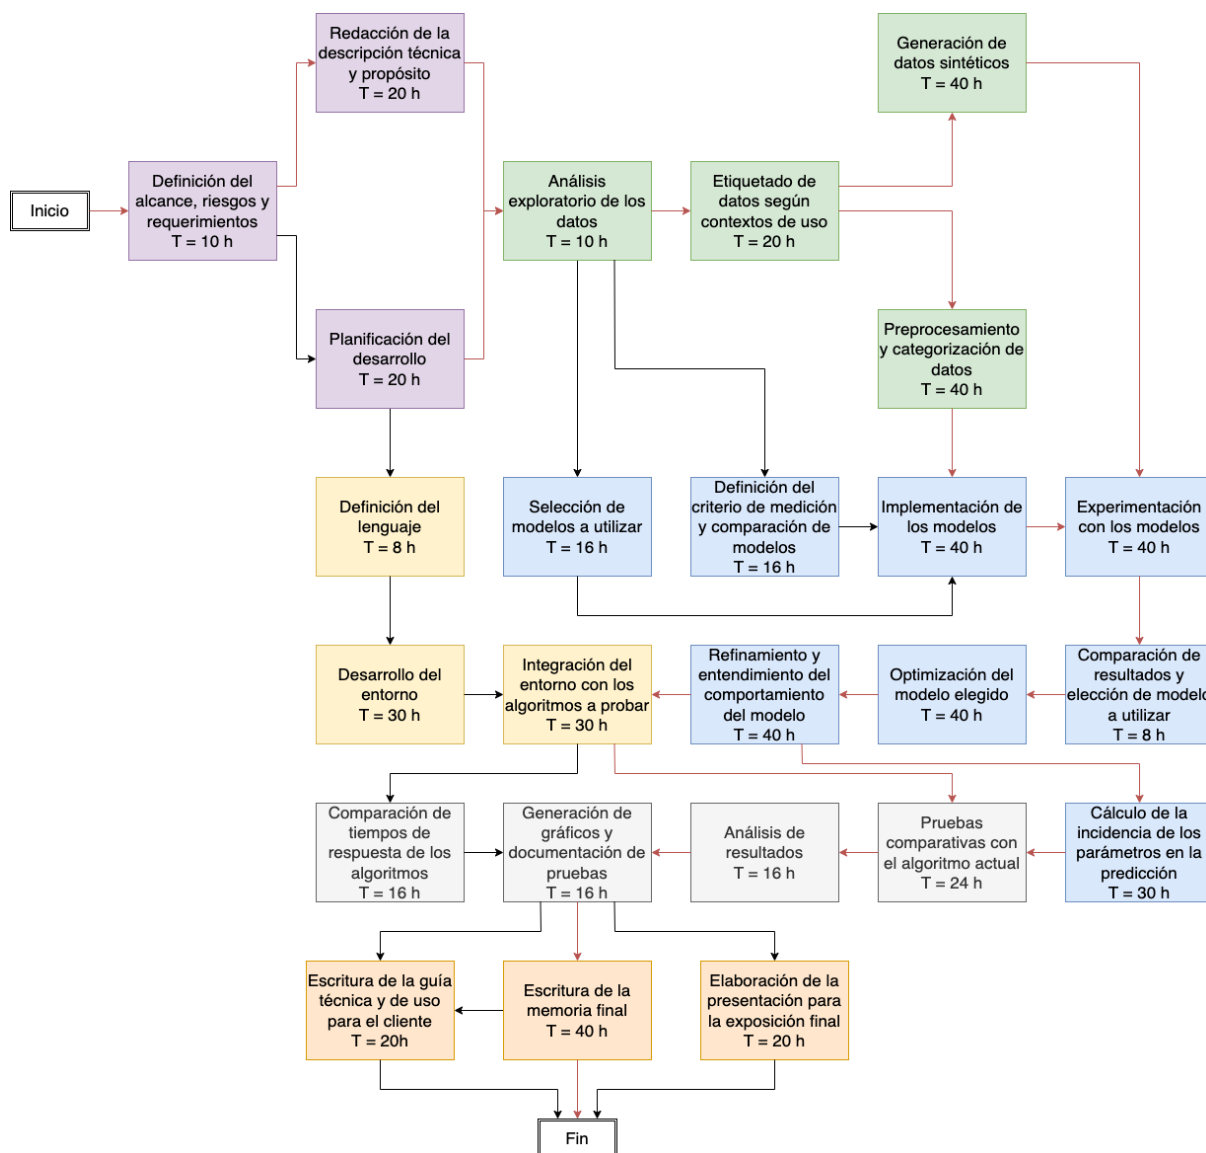 Redacción de la
descripción técnica
y propósito
T = 20 h
Generación de
datos sintéticos
T = 40 h
Inicio
Definición del
alcance, riesgos y
requerimientos
T = 10 h
Análisis
exploratorio de los
datos
T = 10 h
Etiquetado de
datos según
contextos de uso
T = 20 h
Planificación del
desarrollo
T = 20 h
Preprocesamiento
y categorización de
datos
T = 40 h
Definición del
lenguaje
T = 8 h
Selección de
modelos a utilizar
T = 16 h
Definición del
criterio de medición
y comparación de
modelos
T = 16 h
Implementación de
los modelos
T = 40 h
Experimentación
con los modelos
T = 40 h
Desarrollo del
entorno
T = 30 h
Integración del
entorno con los
algoritmos a probar
T = 30 h
Refinamiento y
entendimiento del
comportamiento
del modelo
T = 40 h
Optimización del
modelo elegido
T = 40 h
Comparación de
resultados y
elección de modelo
a utilizar
T = 8 h
Comparación de
tiempos de
respuesta de los
algoritmos
T = 16 h
Generación de
gráficos y
documentación de
pruebas
T = 16 h
Análisis de
resultados
T = 16 h
Pruebas
comparativas con
el algoritmo actual
T = 24 h
Cálculo de la
incidencia de los
parámetros en la
predicción
T = 30 h
Escritura de la guía
técnica y de uso
para el cliente
T = 20h
Escritura de la
memoria final
T = 40 h
Elaboración de la
presentación para
la exposición final
T = 20 h
Fin